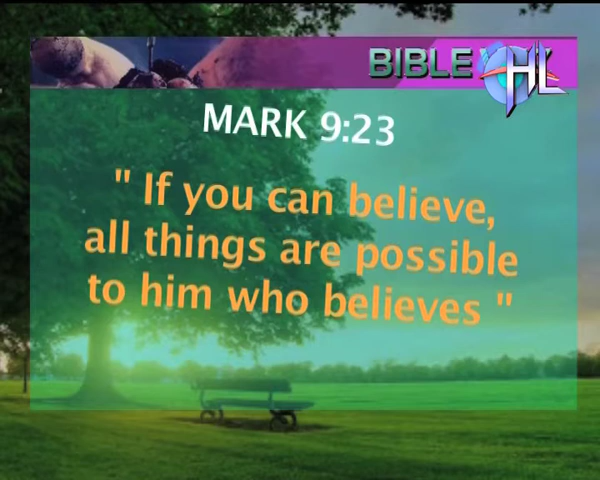 BIBLE
HL
MARK 9:23
" If you can believe,
all things are possible
to him who believes "